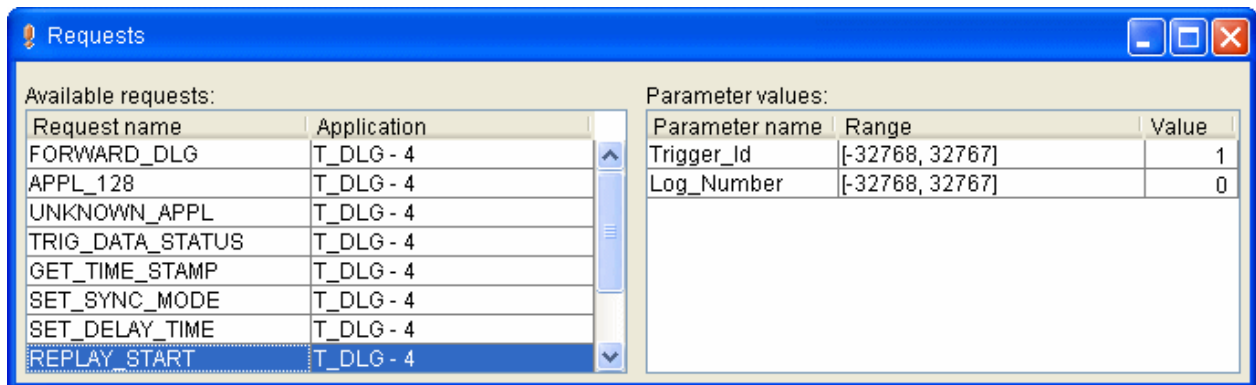 Requests
Available requests:
Request name Application
FORWARD_DLG T_DLG - 4
APPL_128 T_DLG - 4
UNKNOWN_APPL T_DLG - 4
TRIG_DATA_STATUS T_DLG - 4
GET_TIME_STAMP T_DLG - 4
SET_SYNC_MODE T_DLG - 4
SET_DELAY_TIME T_DLG - 4
REPLAY_START T_DLG - 4
Parameter values:
Parameter name Range Value
Trigger_Id [-32768, 32767] 1
Log_Number [-32768, 32767] 0